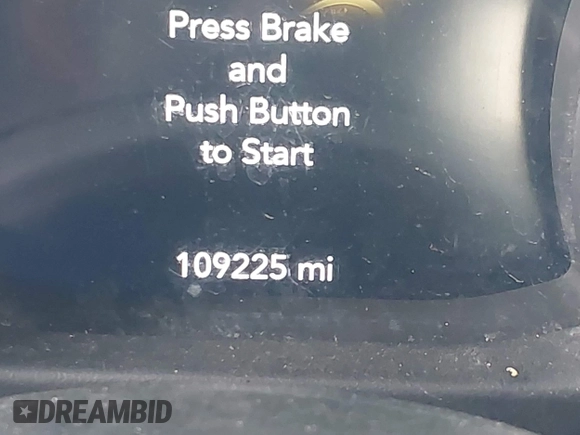 Press Brake
and
Push Button
to Start
109225 mi
DREAMBID